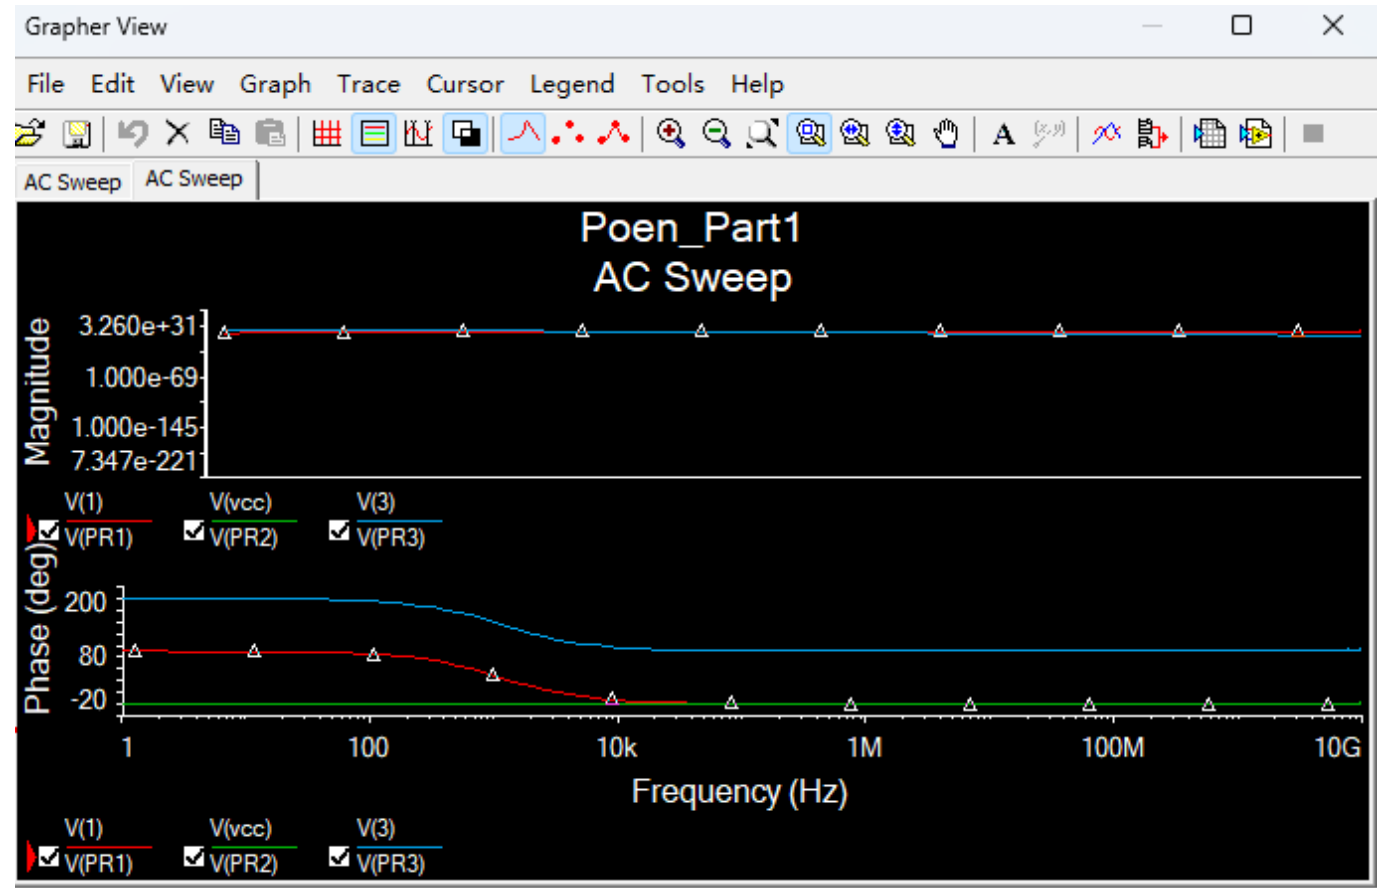 Grapher View
File Edit View Graph Trace Cursor Legend Tools Help
A (x,y)
AC Sweep AC Sweep
Poen_Part1
AC Sweep
Magnitude
3.260e+31
1.000e-69
1.000e-145
7.347e-221
V(1) V(vcc) V(3)
V(PR1) V(PR2) V(PR3)
Phase (deg)
200
80
-20
1 100 10k 1M 100M 10G
Frequency (Hz)
V(1) V(vcc) V(3)
V(PR1) V(PR2) V(PR3)